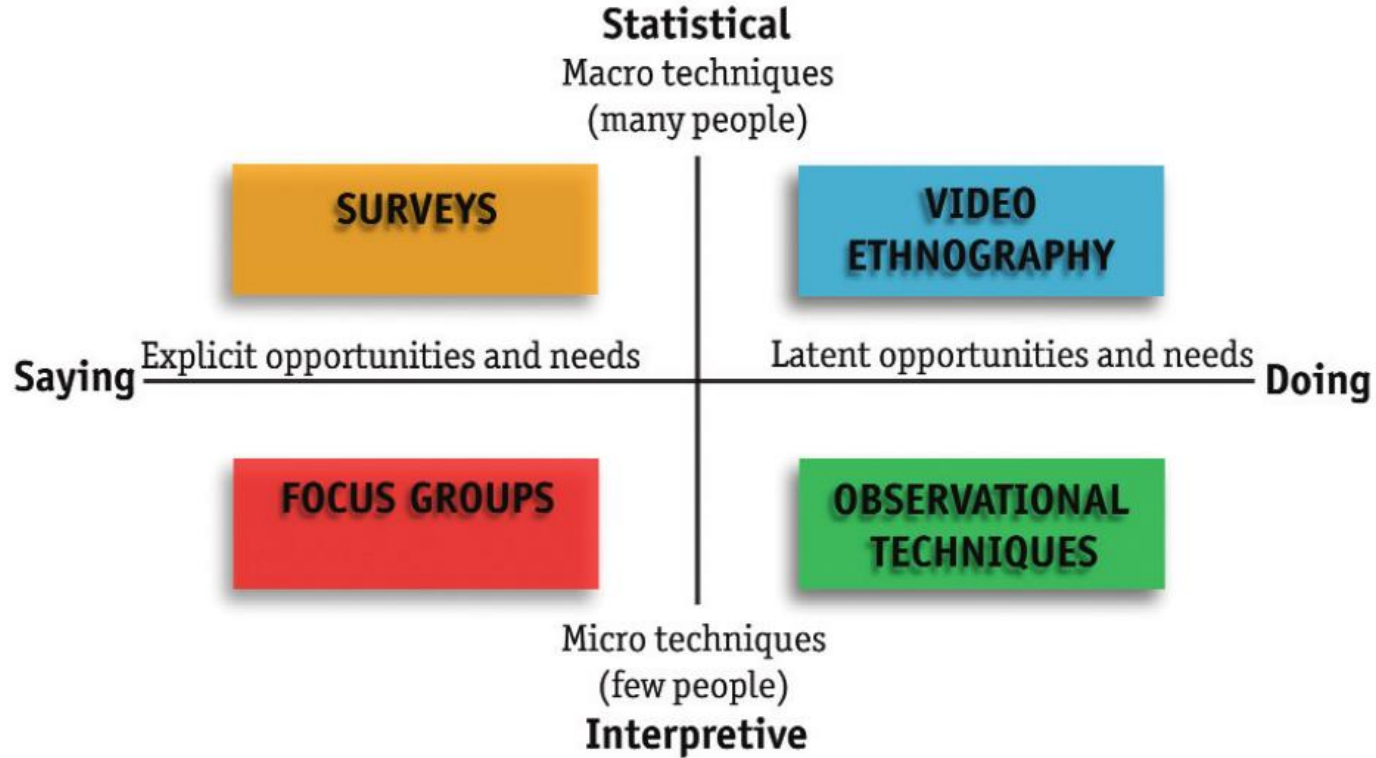 Statistical
Macro techniques
(many people)
SURVEYS
VIDEO
ETHNOGRAPHY
Explicit opportunities and needs
Latent opportunities and needs
Saying
Doing
FOCUS GROUPS
OBSERVATIONAL
TECHNIQUES
Micro techniques
(few people)
Interpretive